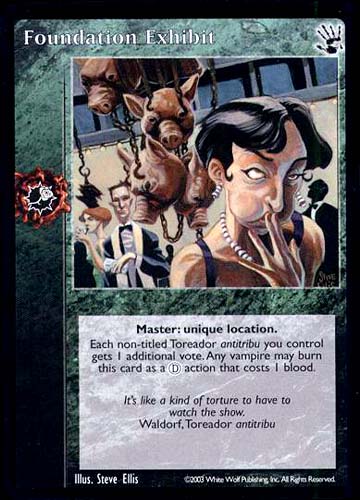 Foundation Exhibit
Master: unique location.
Each non-titled Toreador antitribu you control
gets 1 additional vote. Any vampire may burn
this card as a Ⓓ action that costs 1 blood.
It's like a kind of torture to have to
watch the show.
Waldorf, Toreador antitribu
Illus. Steve Ellis
©2003 White Wolf Publishing, Inc. All Rights Reserved.